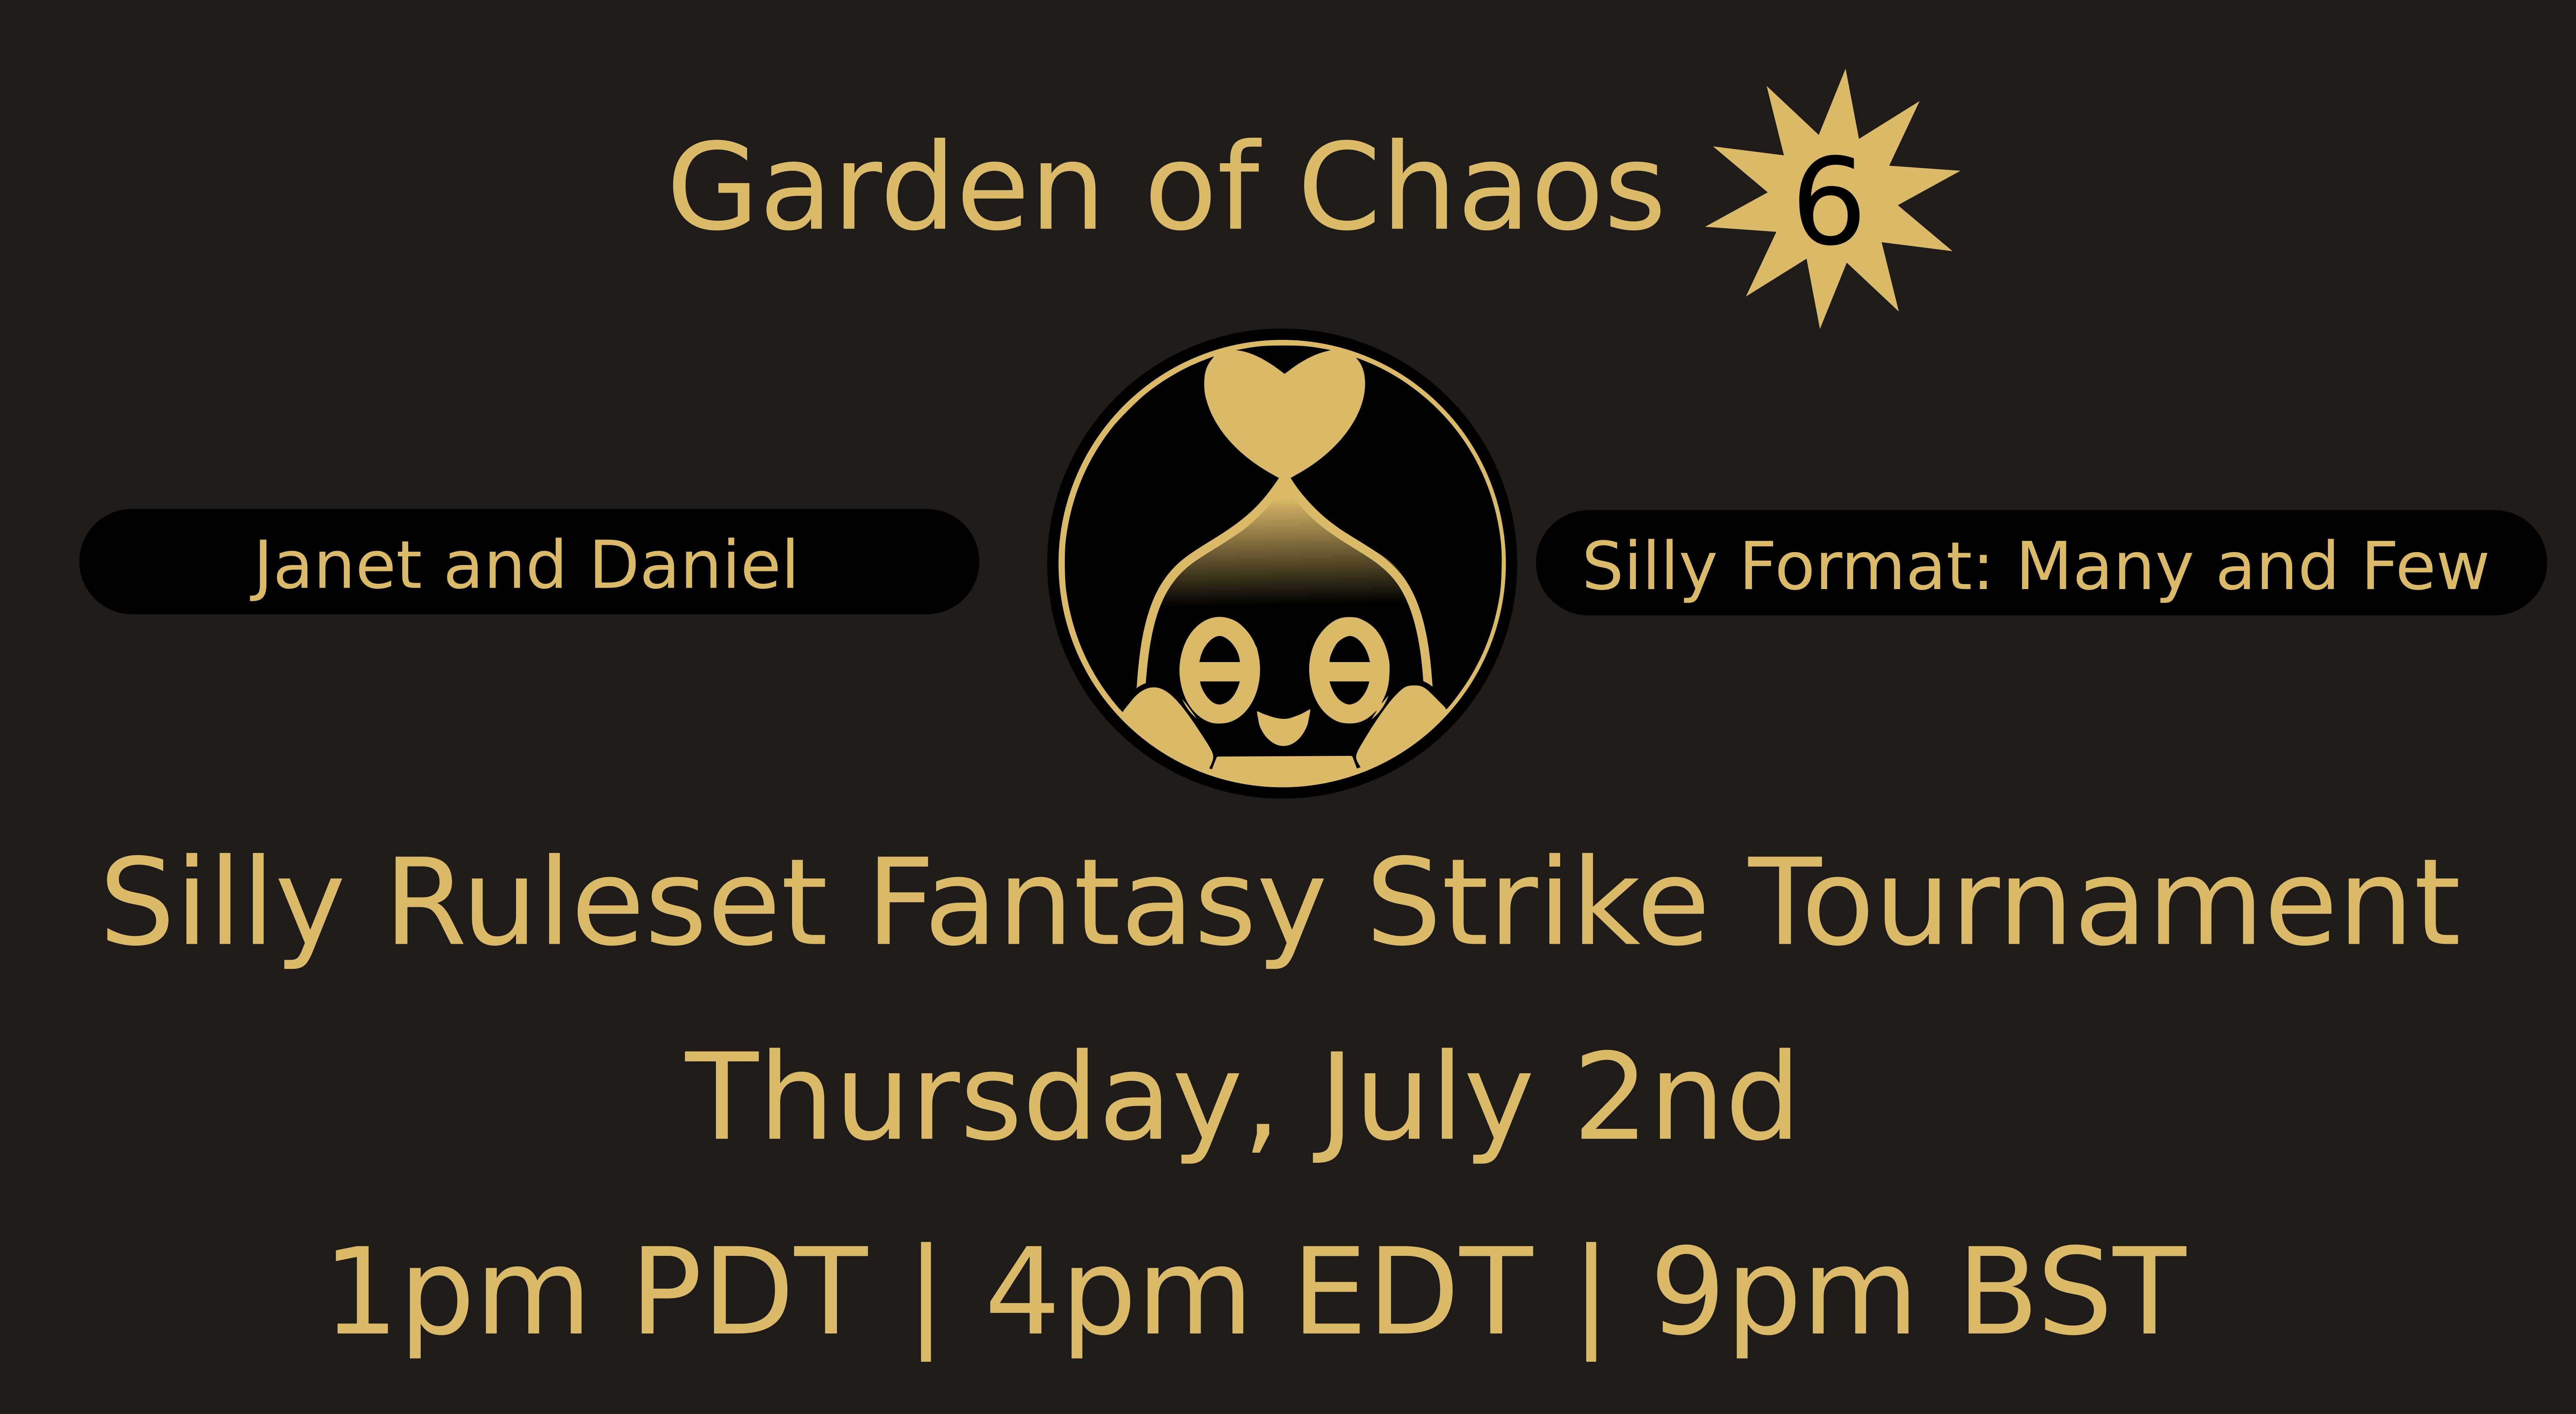 Garden of Chaos 6
Janet and Daniel
Silly Format: Many and Few
Silly Ruleset Fantasy Strike Tournament
Thursday, July 2nd
1pm PDT | 4pm EDT | 9pm BST